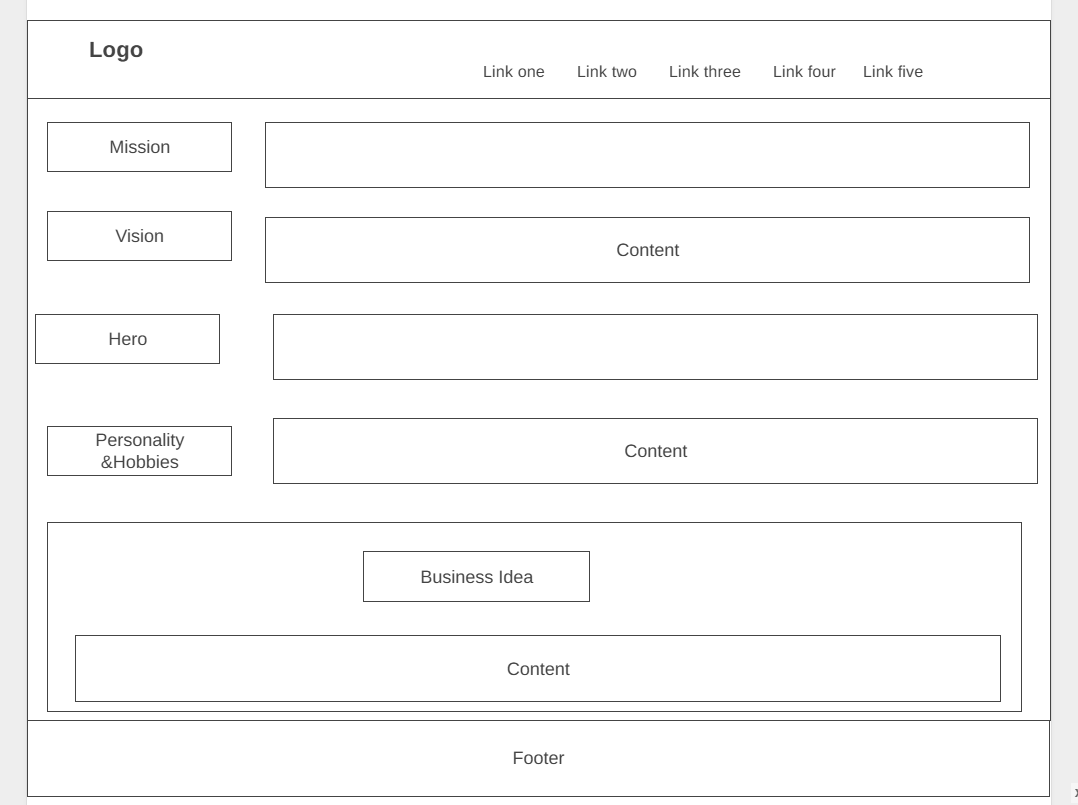 Logo
Link one Link two Link three Link four Link five
Mission
Vision
Content
Hero
Personality
&Hobbies
Content
Business Idea
Content
Footer